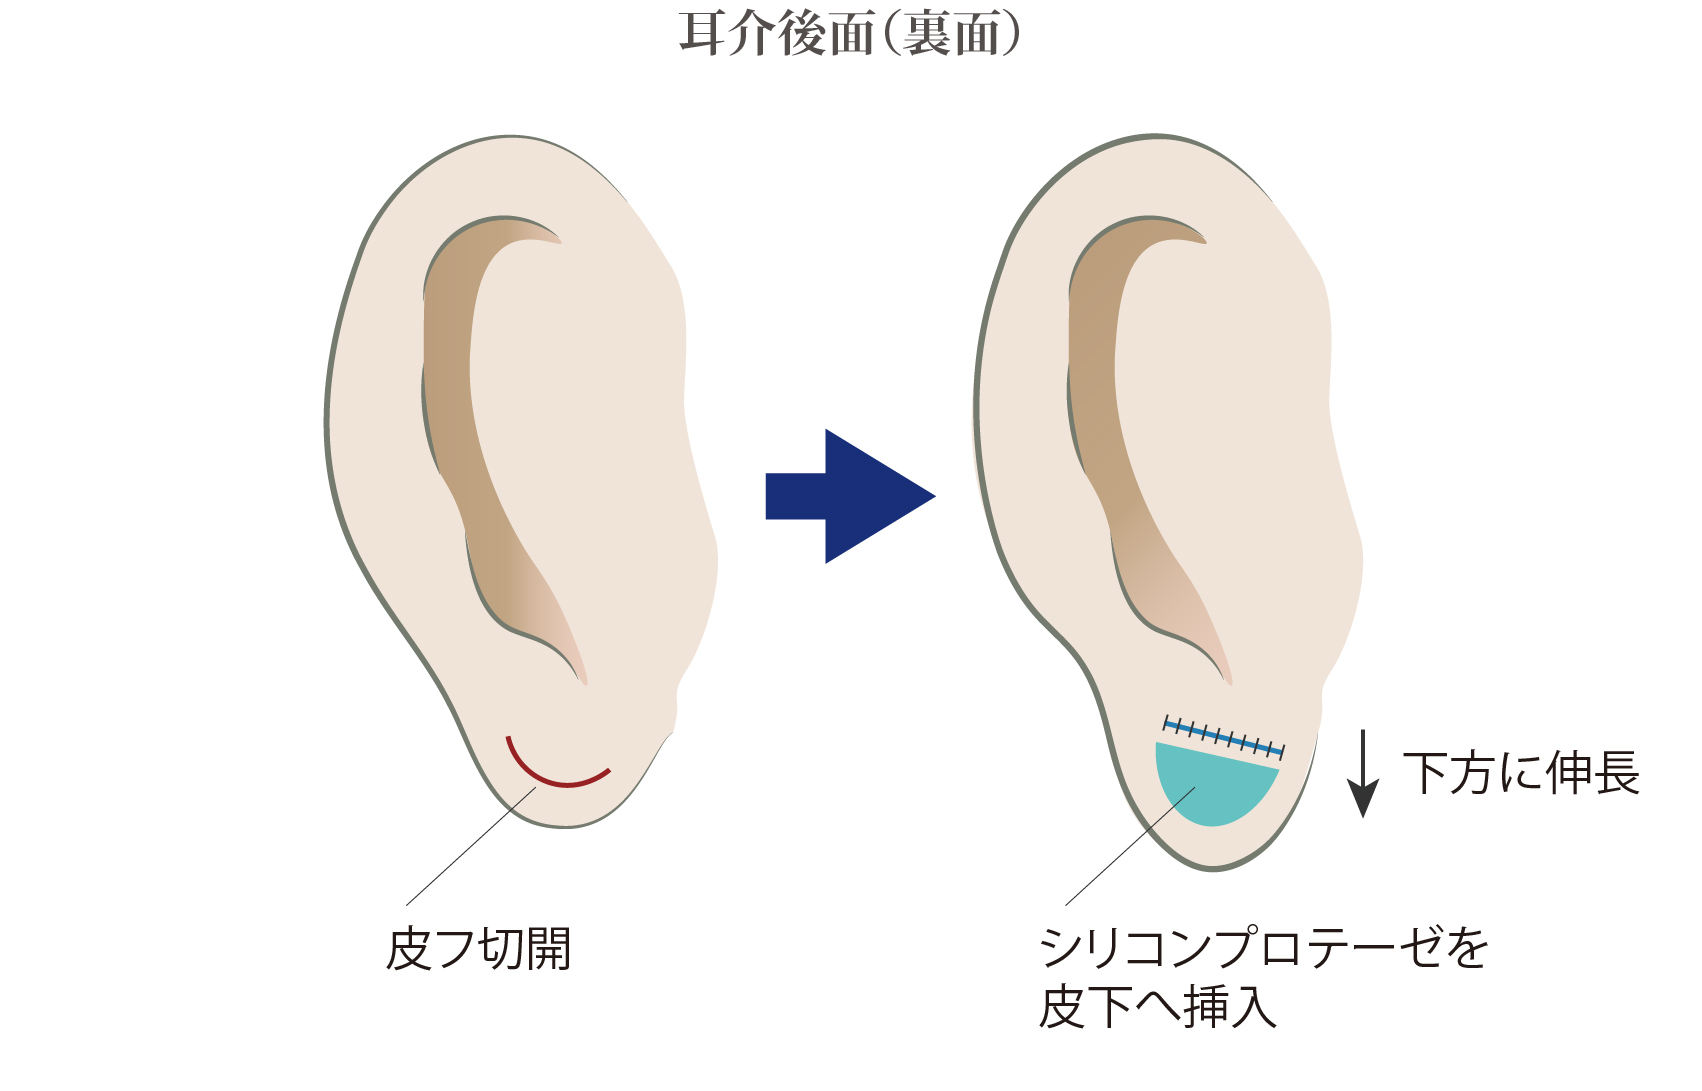 耳介後面(裏面)
下方に伸長
皮フ切開
シリコンプロテーゼを
皮下へ挿入